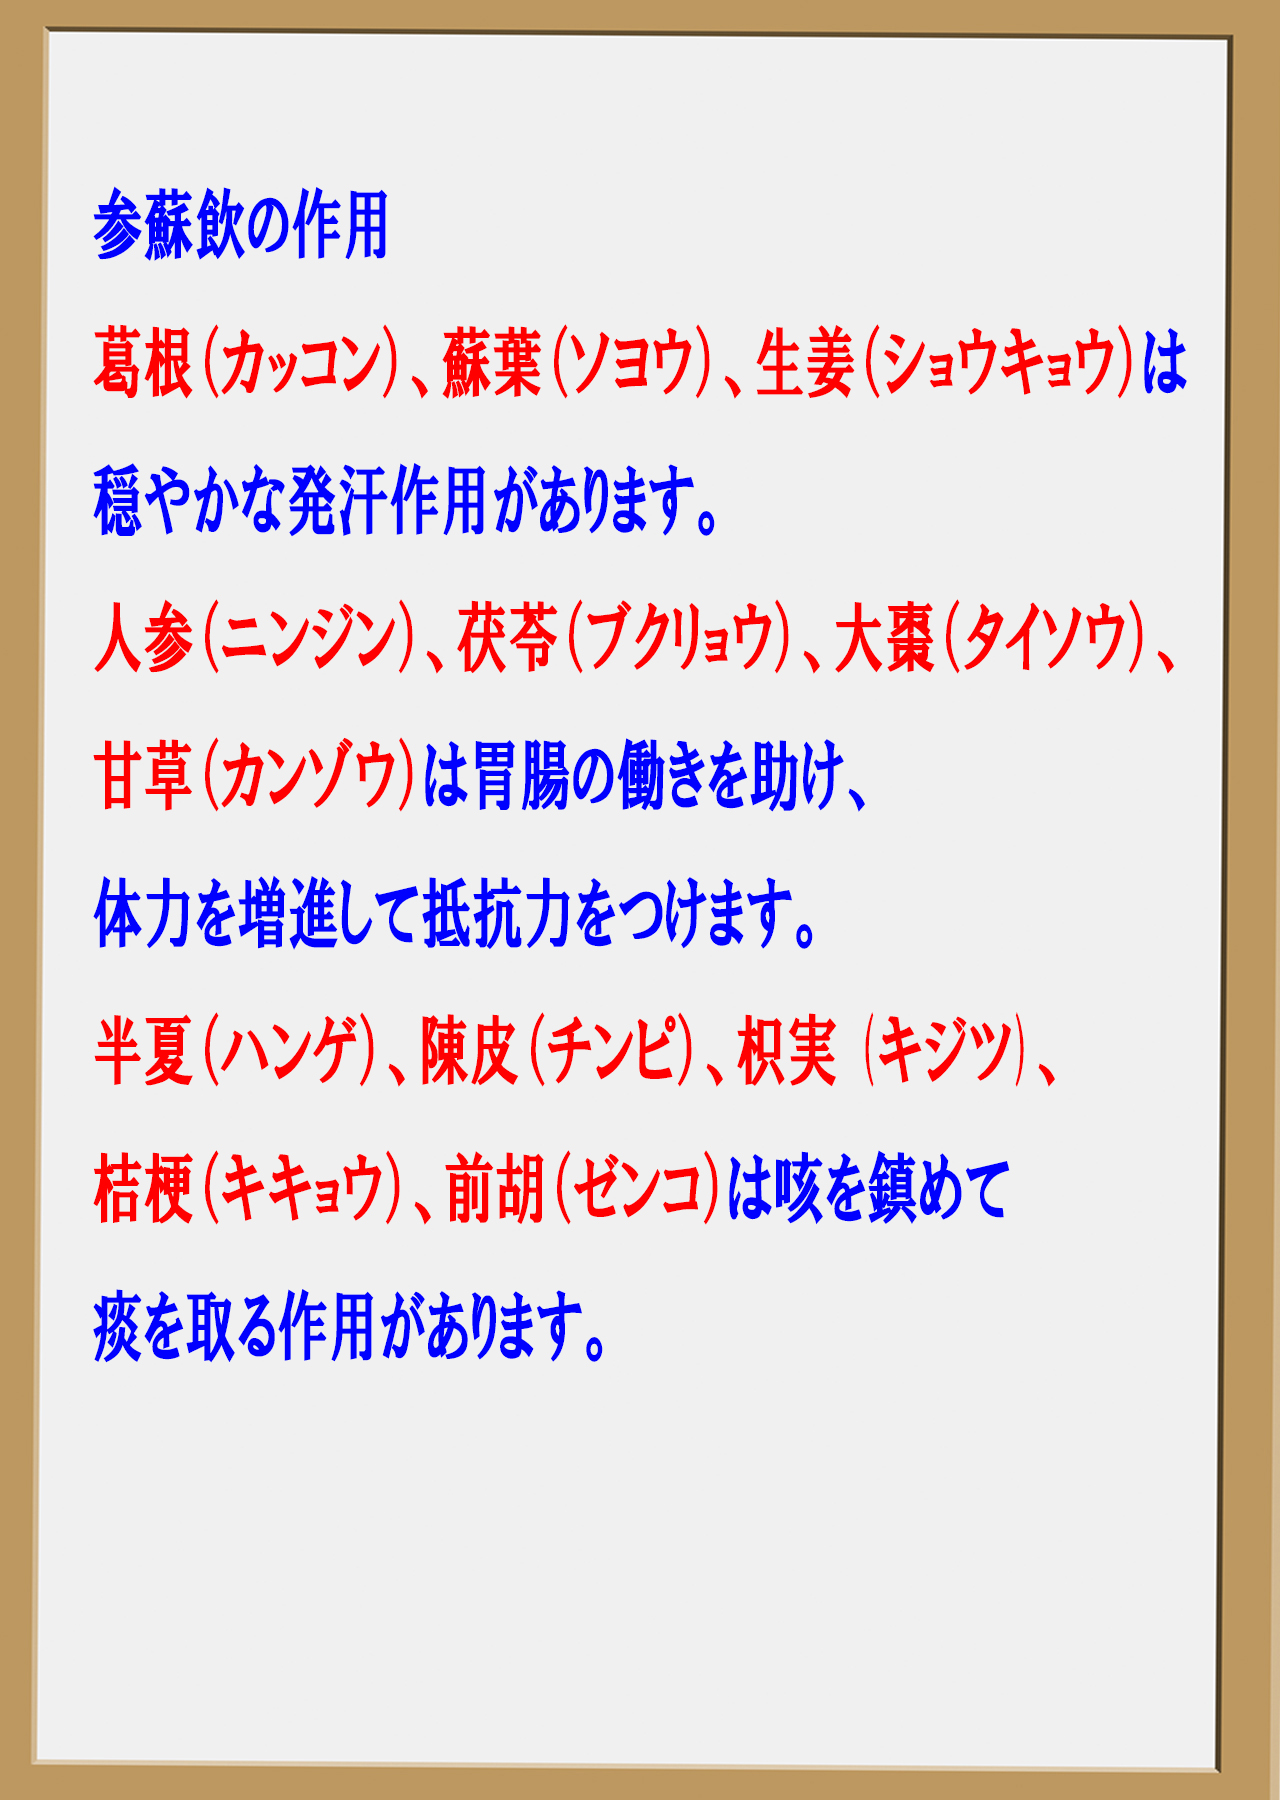 参蘇飲の作用
葛根(カッコン)、蘇葉(ソヨウ)、生姜(ショウキョウ)は
穏やかな発汗作用があります。
人参(ニンジン)、茯苓(ブクリョウ)、大棗(タイソウ)、
甘草(カンゾウ)は胃腸の働きを助け、
体力を増進して抵抗力をつけます。
半夏(ハンゲ)、陳皮(チンピ)、枳実 (キジツ)、
桔梗(キキョウ)、前胡(ゼンコ)は咳を鎮めて
痰を取る作用があります。